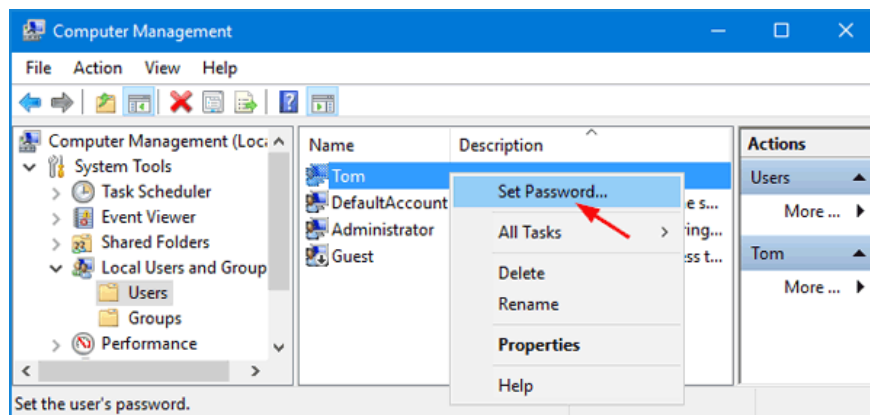 Computer Management
File Action View Help
Computer Management (Loca
System Tools
Task Scheduler
Event Viewer
Shared Folders
Local Users and Group
Users
Groups
Performance
Name Description
Tom
DefaultAccount
Administrator
Guest
e s...
ring...
ess t...
Set Password...
All Tasks
Delete
Rename
Properties
Help
Actions
Users
More ...
Tom
More ...
Set the user's password.